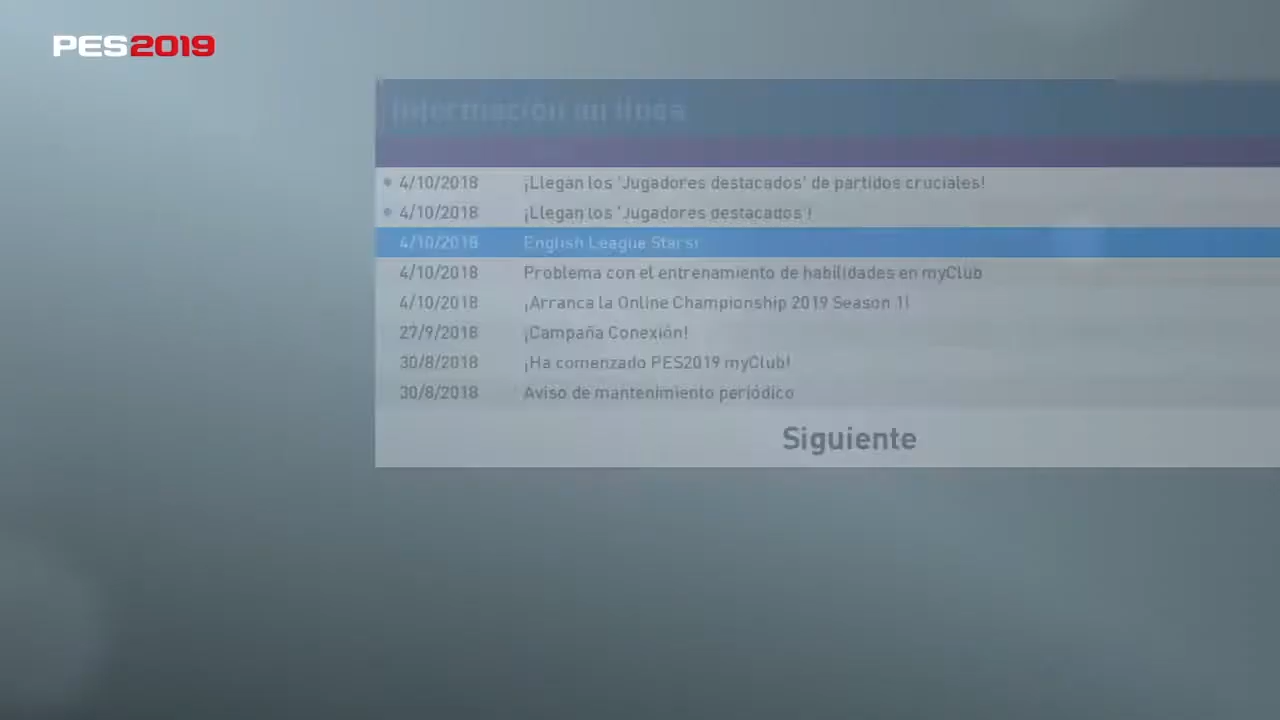 PES2019
Información en línea
4/10/2018 ¡Llegan los 'Jugadores destacados' de partidos cruciales!
4/10/2018 ¡Llegan los 'Jugadores destacados'!
4/10/2018 English League Stars!
4/10/2018 Problema con el entrenamiento de habilidades en myClub
4/10/2018 ¡Arranca la Online Championship 2019 Season 1!
27/9/2018 ¡Campaña Conexión!
30/8/2018 ¡Ha comenzado PES2019 myClub!
30/8/2018 Aviso de mantenimiento periódico
Siguiente